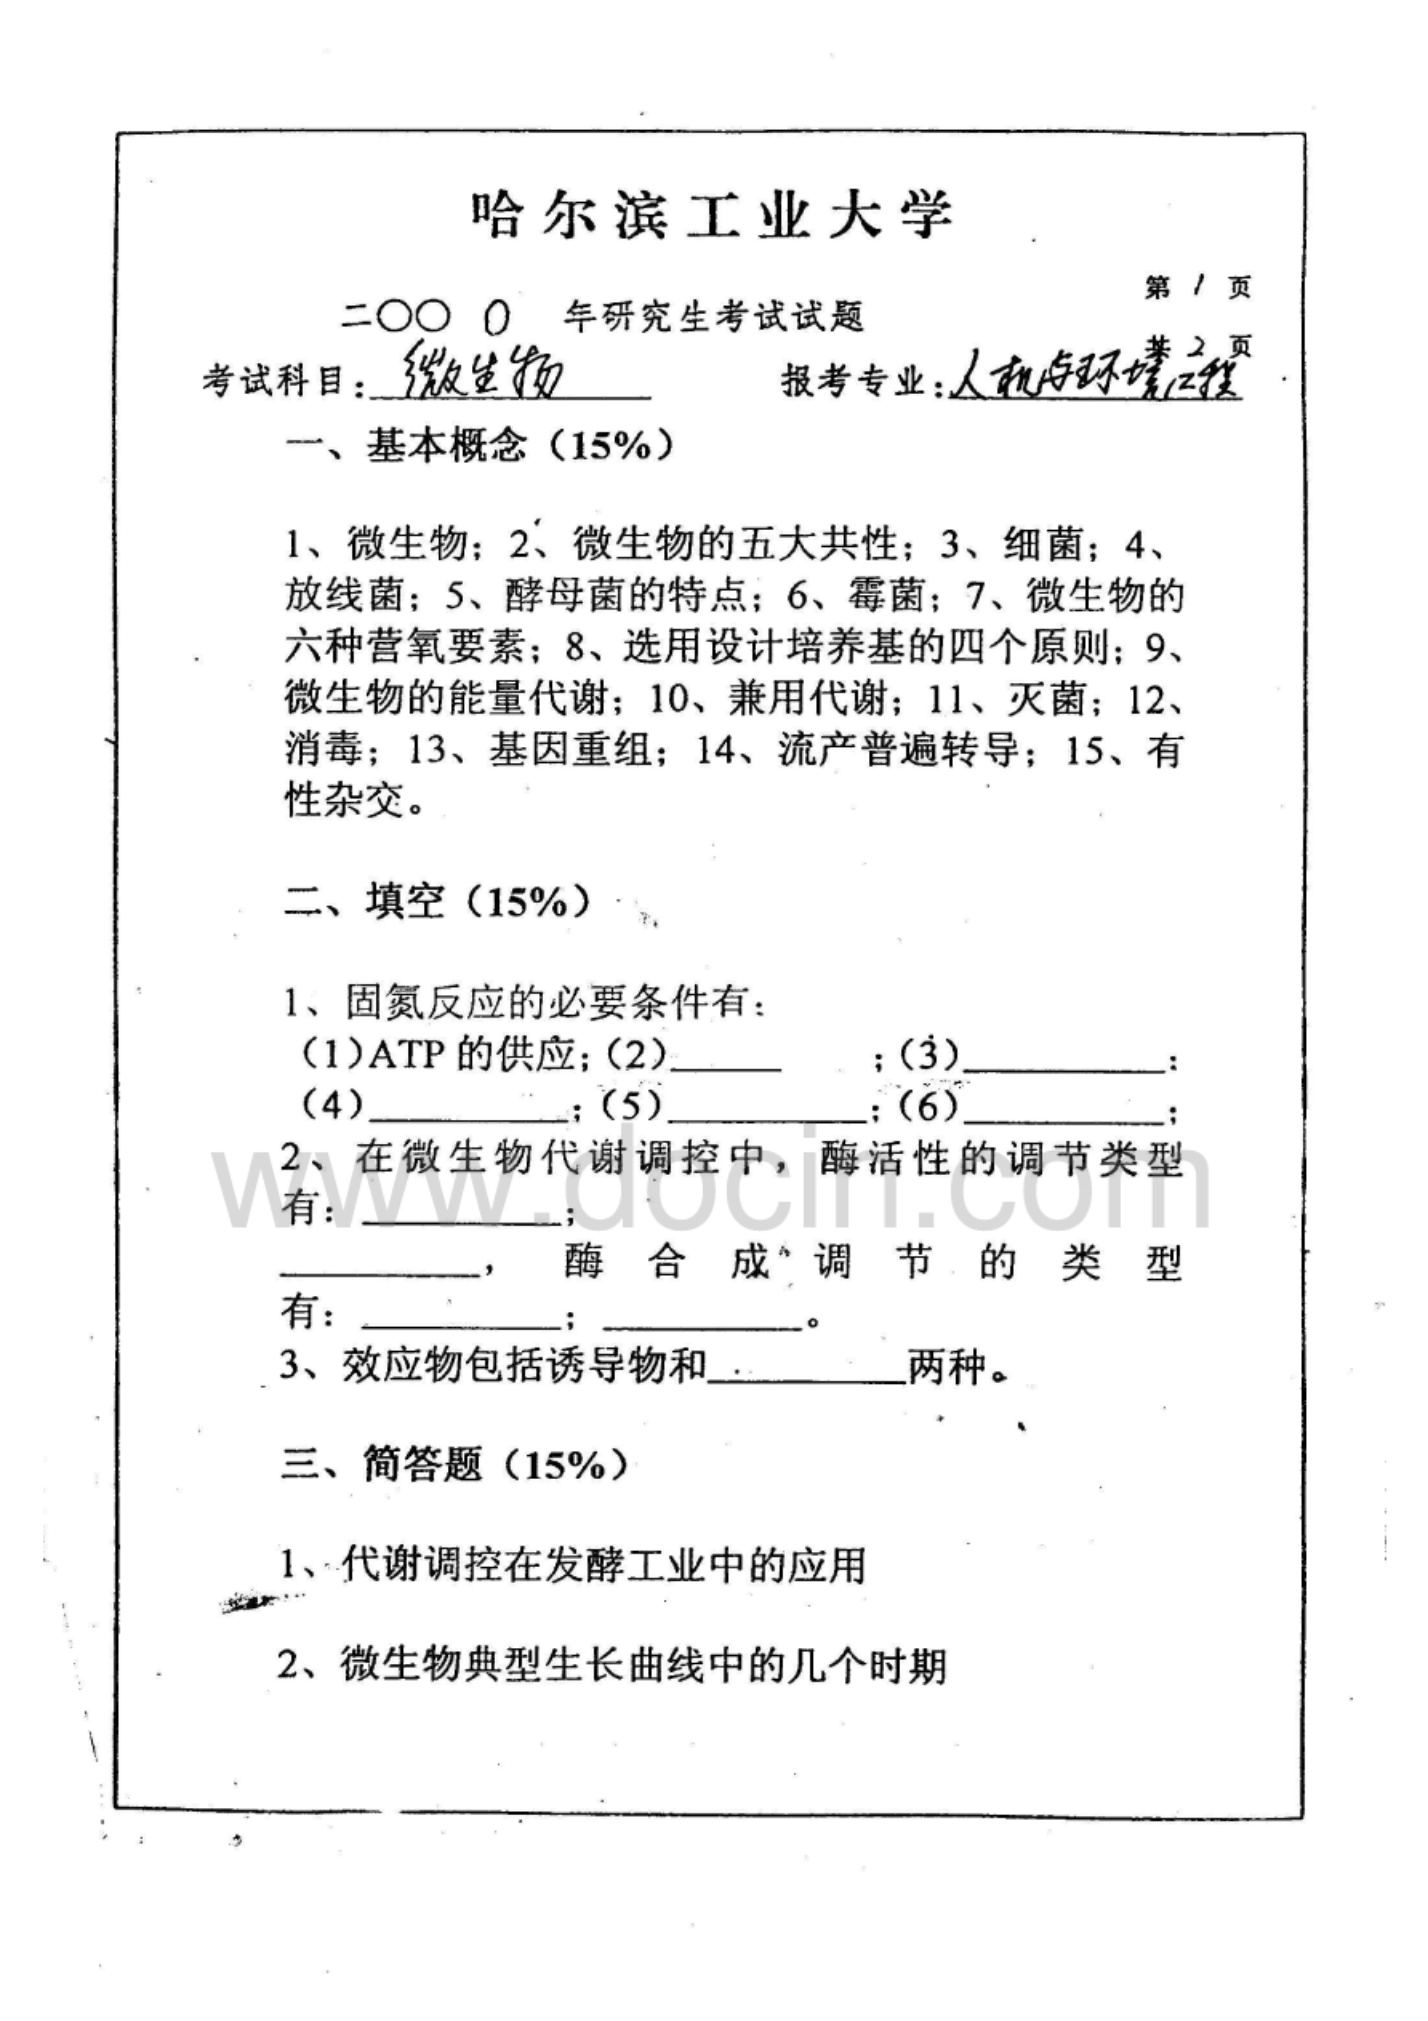 哈尔滨工业大学
第 1 页
二〇〇 0 年研究生考试试题
共 2 页
考试科目：微生物 报考专业：人机与环境工程
一、基本概念（15%）
1、微生物；2、微生物的五大共性；3、细菌；4、
放线菌；5、酵母菌的特点；6、霉菌；7、微生物的
六种营氧要素；8、选用设计培养基的四个原则；9、
微生物的能量代谢；10、兼用代谢；11、灭菌；12、
消毒；13、基因重组；14、流产普遍转导；15、有
性杂交。
二、填空（15%）
1、固氮反应的必要条件有：
（1）ATP 的供应；（2）______ ；（3）__________；
（4）__________；（5）__________；（6）__________；
2、在微生物代谢调控中，酶活性的调节类型
有：__________；
__________，酶合成调节的类型
有：__________；__________。
3、效应物包括诱导物和__________两种。
三、简答题（15%）
1、代谢调控在发酵工业中的应用
2、微生物典型生长曲线中的几个时期
www.docin.com